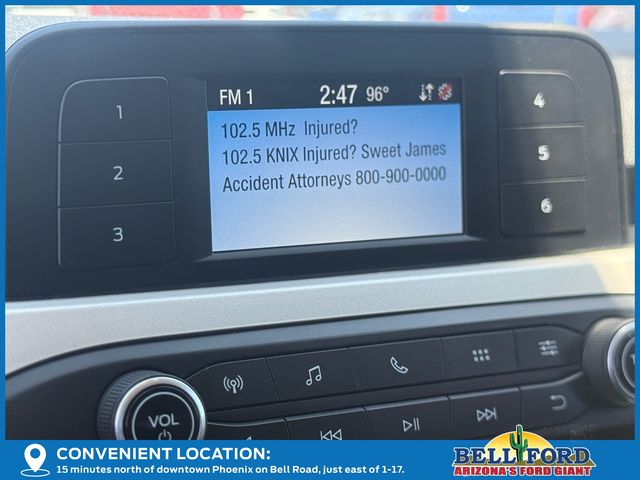 FM 1 2:47 96°
102.5 MHz Injured?
102.5 KNIX Injured? Sweet James
Accident Attorneys 800-900-0000
1
2
3
4
5
6
VOL
CONVENIENT LOCATION:
15 minutes north of downtown Phoenix on Bell Road, just east of 1-17.
BELL FORD
ARIZONA'S FORD GIANT